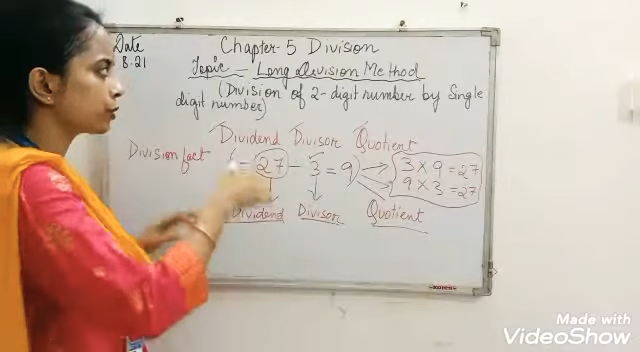 Date
Chapter-5 Division
8.21
Topic - Long division Method
(Division of 2-digit number by Single
digit number)
Dividend Divisor Quotient
Division fact = 27 ÷ 3 = 9 → 3 × 9 = 27
9 × 3 = 27
Dividend Divisor Quotient
KORES
Made with
VideoShow